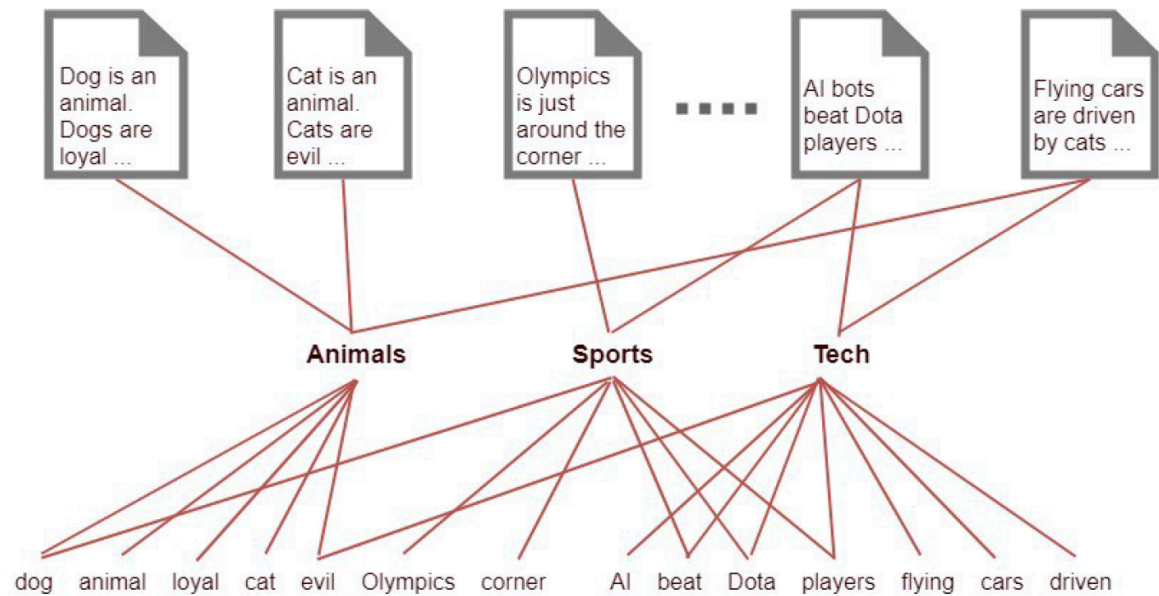 Dog is an
animal.
Dogs are
loyal ...
Cat is an
animal.
Cats are
evil ...
Olympics
is just
around the
corner ...
AI bots
beat Dota
players ...
Flying cars
are driven
by cats ...
Animals
Sports
Tech
dog animal loyal cat evil Olympics corner AI beat Dota players flying cars driven